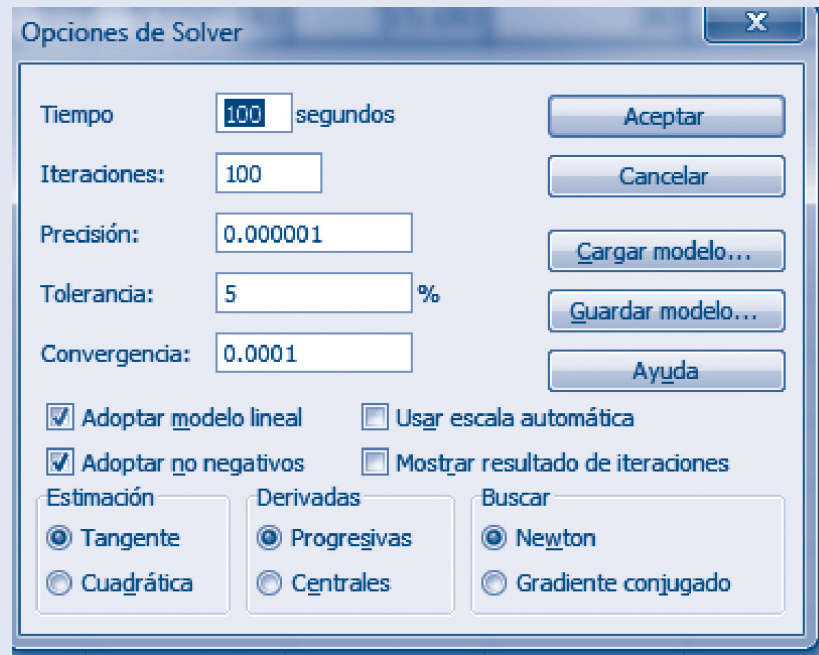 Opciones de Solver
Tiempo 100 segundos Aceptar
Iteraciones: 100 Cancelar
Precisión: 0.000001 Cargar modelo...
Tolerancia: 5 % Guardar modelo...
Convergencia: 0.0001 Ayuda
Adoptar modelo lineal Usar escala automática
Adoptar no negativos Mostrar resultado de iteraciones
Estimación Derivadas Buscar
Tangente Progresivas Newton
Cuadrática Centrales Gradiente conjugado